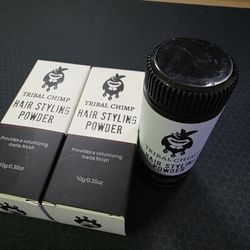 TRIBAL CHIMP
HAIR STYLING
POWDER
Provides a volumizing
matte finish
10g/0.35oz
TRIBAL CHIMP
HAIR STYLING
POWDER
Provides a volumizing
matte finish
10g/0.35oz
TRIBAL CHIMP
HAIR STYLING
POWDER